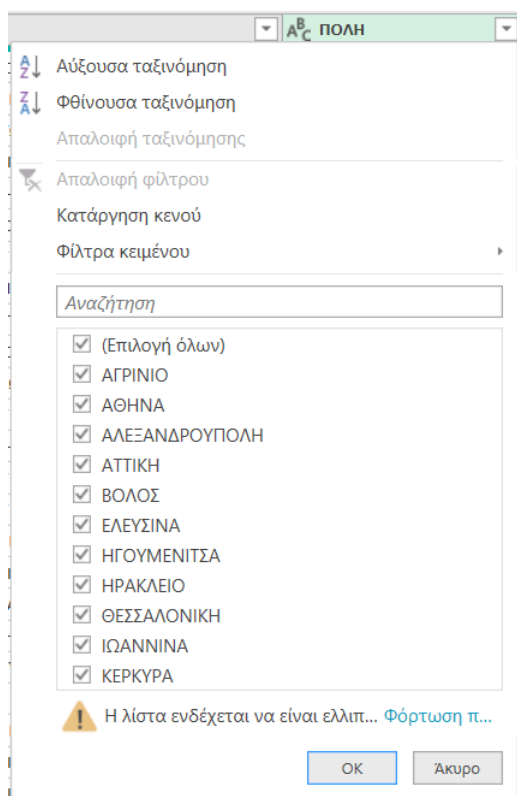 ABC ΠΟΛΗ
Αύξουσα ταξινόμηση
Φθίνουσα ταξινόμηση
Απαλοιφή ταξινόμησης
Απαλοιφή φίλτρου
Κατάργηση κενού
Φίλτρα κειμένου
Αναζήτηση
(Επιλογή όλων)
ΑΓΡΙΝΙΟ
ΑΘΗΝΑ
ΑΛΕΞΑΝΔΡΟΥΠΟΛΗ
ΑΤΤΙΚΗ
ΒΟΛΟΣ
ΕΛΕΥΣΙΝΑ
ΗΓΟΥΜΕΝΙΤΣΑ
ΗΡΑΚΛΕΙΟ
ΘΕΣΣΑΛΟΝΙΚΗ
ΙΩΑΝΝΙΝΑ
ΚΕΡΚΥΡΑ
Η λίστα ενδέχεται να είναι ελλιπ... Φόρτωση π...
OK Άκυρο